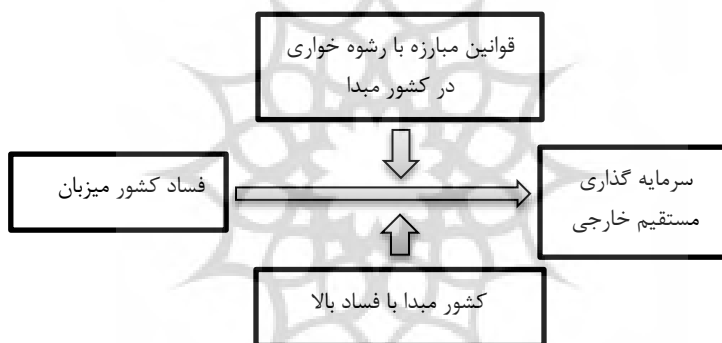 قوانین مبارزه با رشوه خواری
در کشور مبدا
سرمایه گذاری
مستقیم خارجی
فساد کشور میزبان
کشور مبدا با فساد بالا